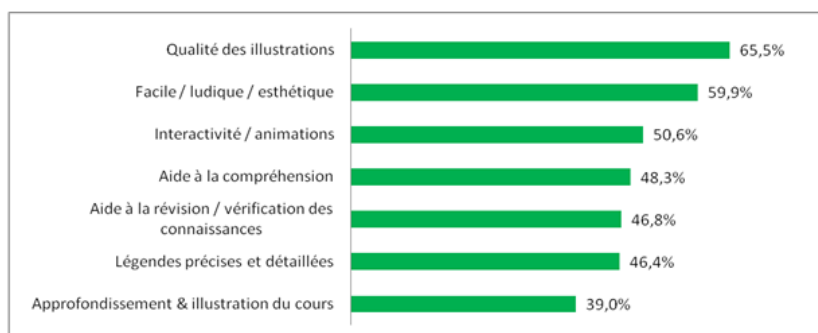 Qualité des illustrations 65,5%
Facile / ludique / esthétique 59,9%
Interactivité / animations 50,6%
Aide à la compréhension 48,3%
Aide à la révision / vérification des
connaissances 46,8%
Légendes précises et détaillées 46,4%
Approfondissement & illustration du cours 39,0%